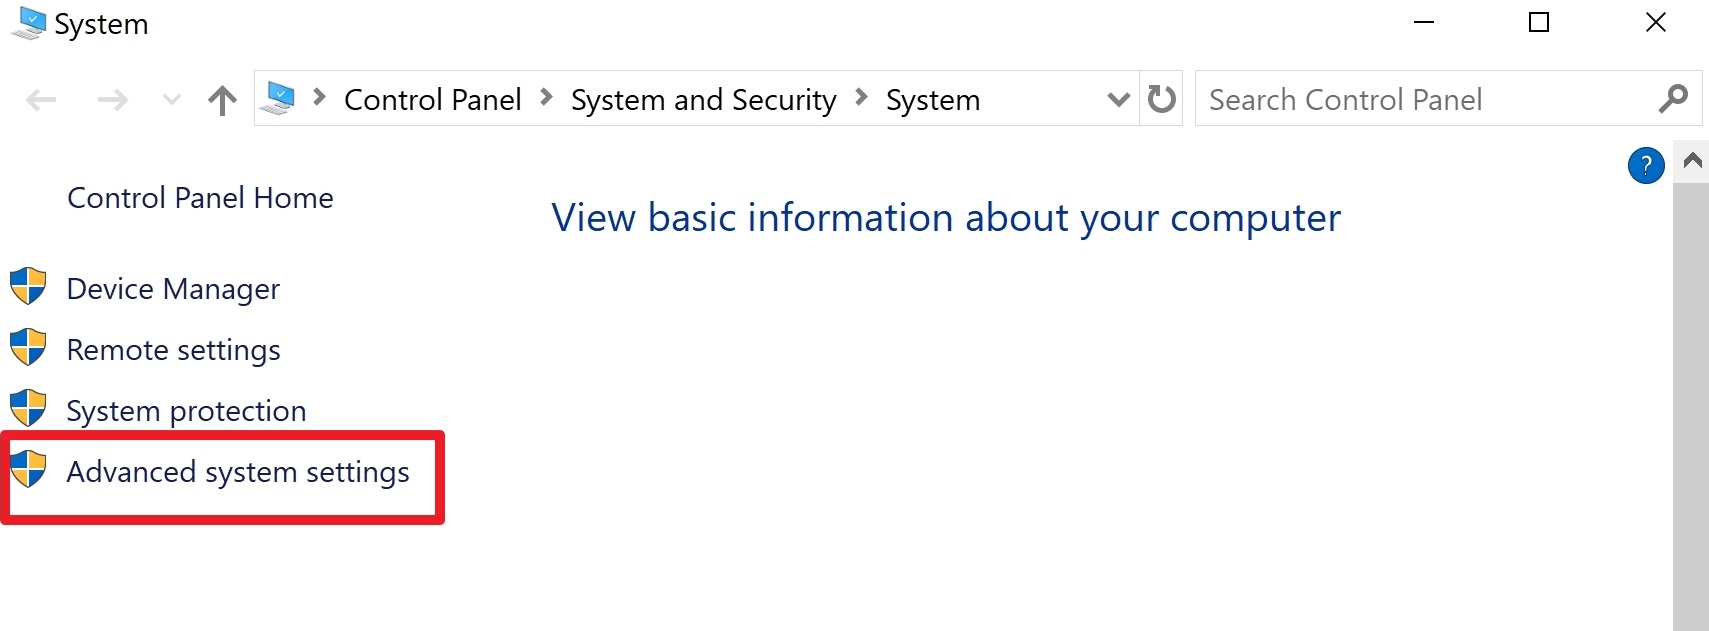 System
Control Panel System and Security System
Search Control Panel
?
Control Panel Home
View basic information about your computer
Device Manager
Remote settings
System protection
Advanced system settings